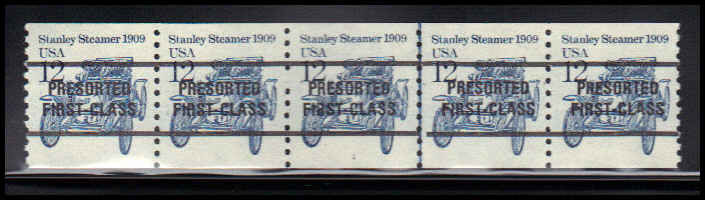 Stanley Steamer 1909 Stanley Steamer 1909 Stanley Steamer 1909 Stanley Steamer 1909 Stanley Steamer 1909
USA USA USA USA USA
12 12 12 12 12
PRESORTED PRESORTED PRESORTED PRESORTED PRESORTED
FIRST-CLASS FIRST-CLASS FIRST-CLASS FIRST-CLASS FIRST-CLASS